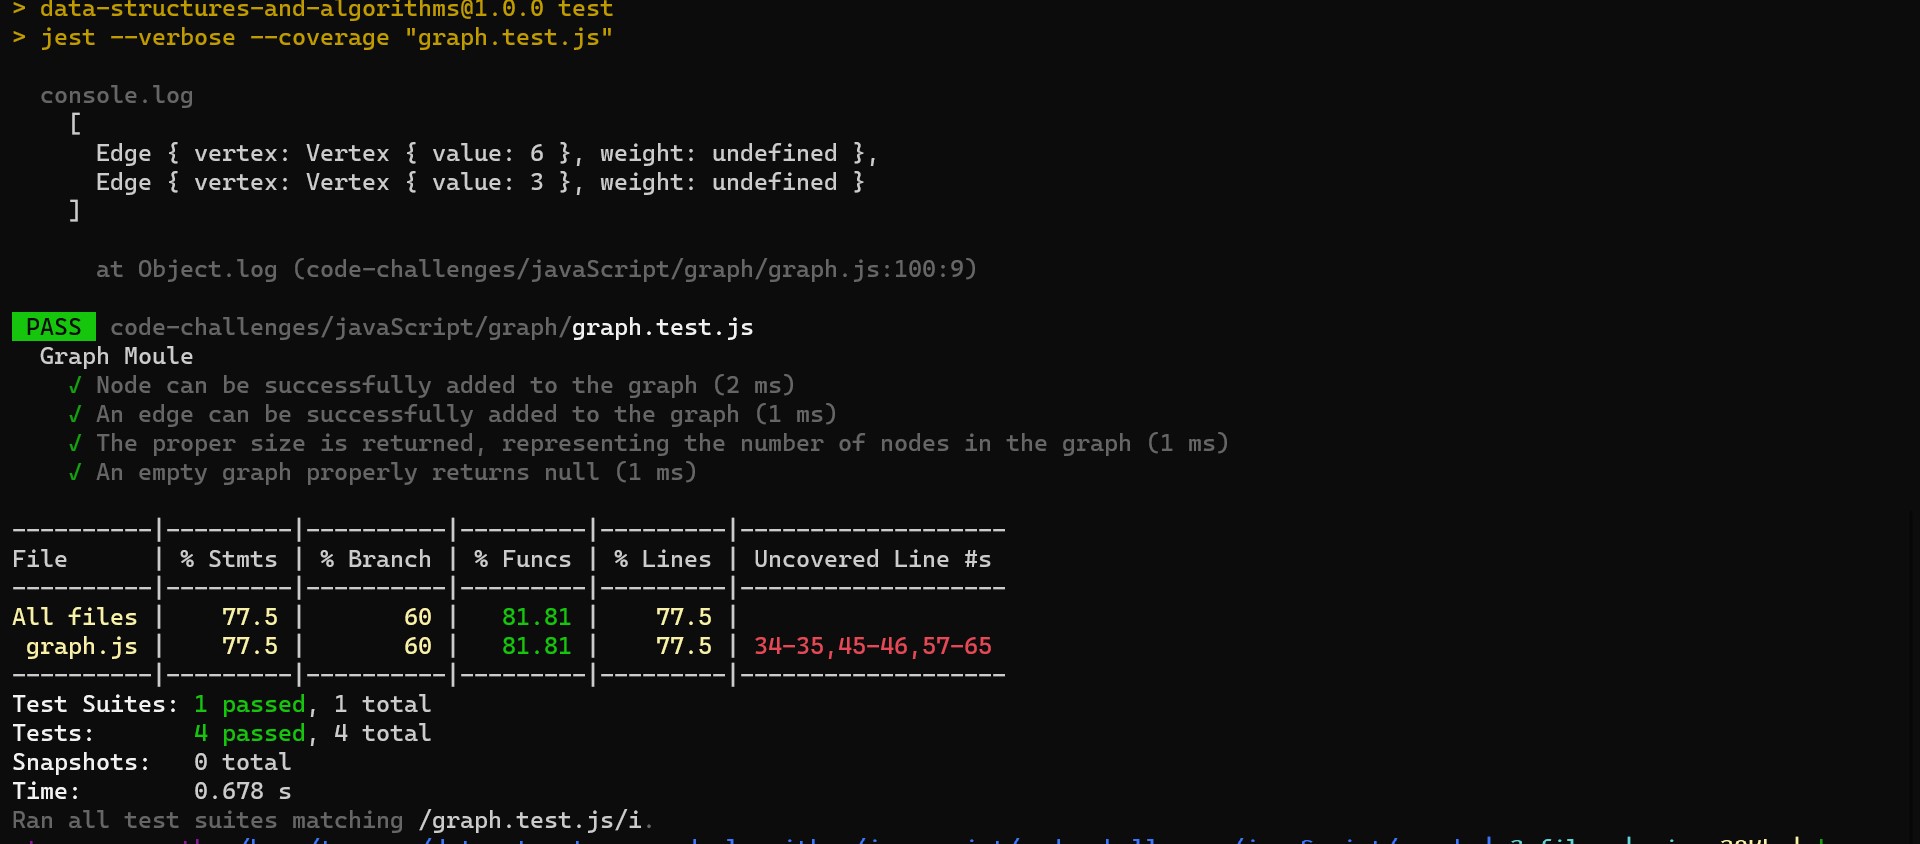 > data-structures-and-algorithms@1.0.0 test
> jest --verbose --coverage "graph.test.js"
console.log
[
Edge { vertex: Vertex { value: 6 }, weight: undefined },
Edge { vertex: Vertex { value: 3 }, weight: undefined }
]
at Object.log (code-challenges/javaScript/graph/graph.js:100:9)
PASS code-challenges/javaScript/graph/graph.test.js
Graph Moule
√ Node can be successfully added to the graph (2 ms)
√ An edge can be successfully added to the graph (1 ms)
√ The proper size is returned, representing the number of nodes in the graph (1 ms)
√ An empty graph properly returns null (1 ms)
----------|---------|----------|---------|---------|-------------------
File | % Stmts | % Branch | % Funcs | % Lines | Uncovered Line #s
----------|---------|----------|---------|---------|-------------------
All files | 77.5 | 60 | 81.81 | 77.5 |
graph.js | 77.5 | 60 | 81.81 | 77.5 | 34-35,45-46,57-65
----------|---------|----------|---------|---------|-------------------
Test Suites: 1 passed, 1 total
Tests: 4 passed, 4 total
Snapshots: 0 total
Time: 0.678 s
Ran all test suites matching /graph.test.js/i.